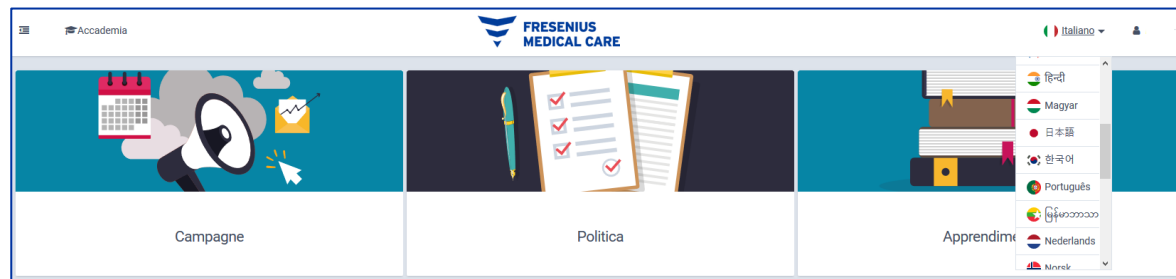 Accademia
FRESENIUS
MEDICAL CARE
Italiano
हिन्दी
Magyar
日本語
한국어
Português
မြန်မာဘာသာ
Nederlands
Norsk
Campagne
Politica